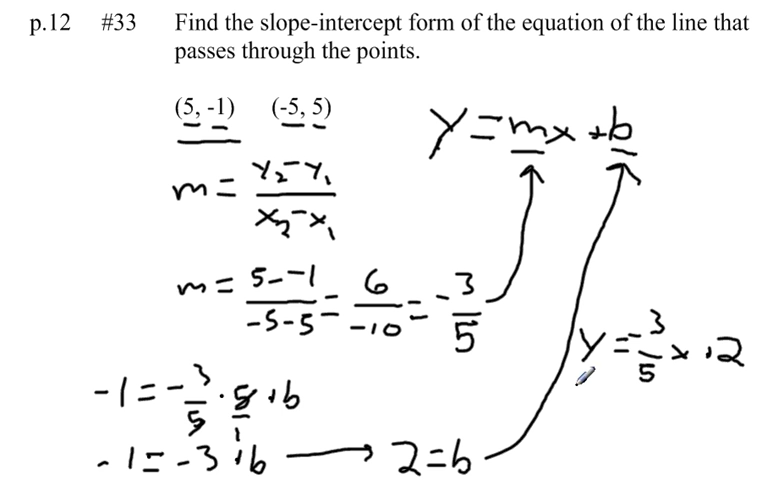 p.12 #33 Find the slope-intercept form of the equation of the line that
passes through the points.
(5, -1) (-5, 5)
y = mx + b
m = y₂ - y₁ / x₂ - x₁
m = 5 - -1 / -5 - 5 = 6 / -10 = - 3 / 5
y = - 3 / 5 x + 2
-1 = - 3 / 5 · 5 / 1 + b
-1 = -3 + b → 2 = b